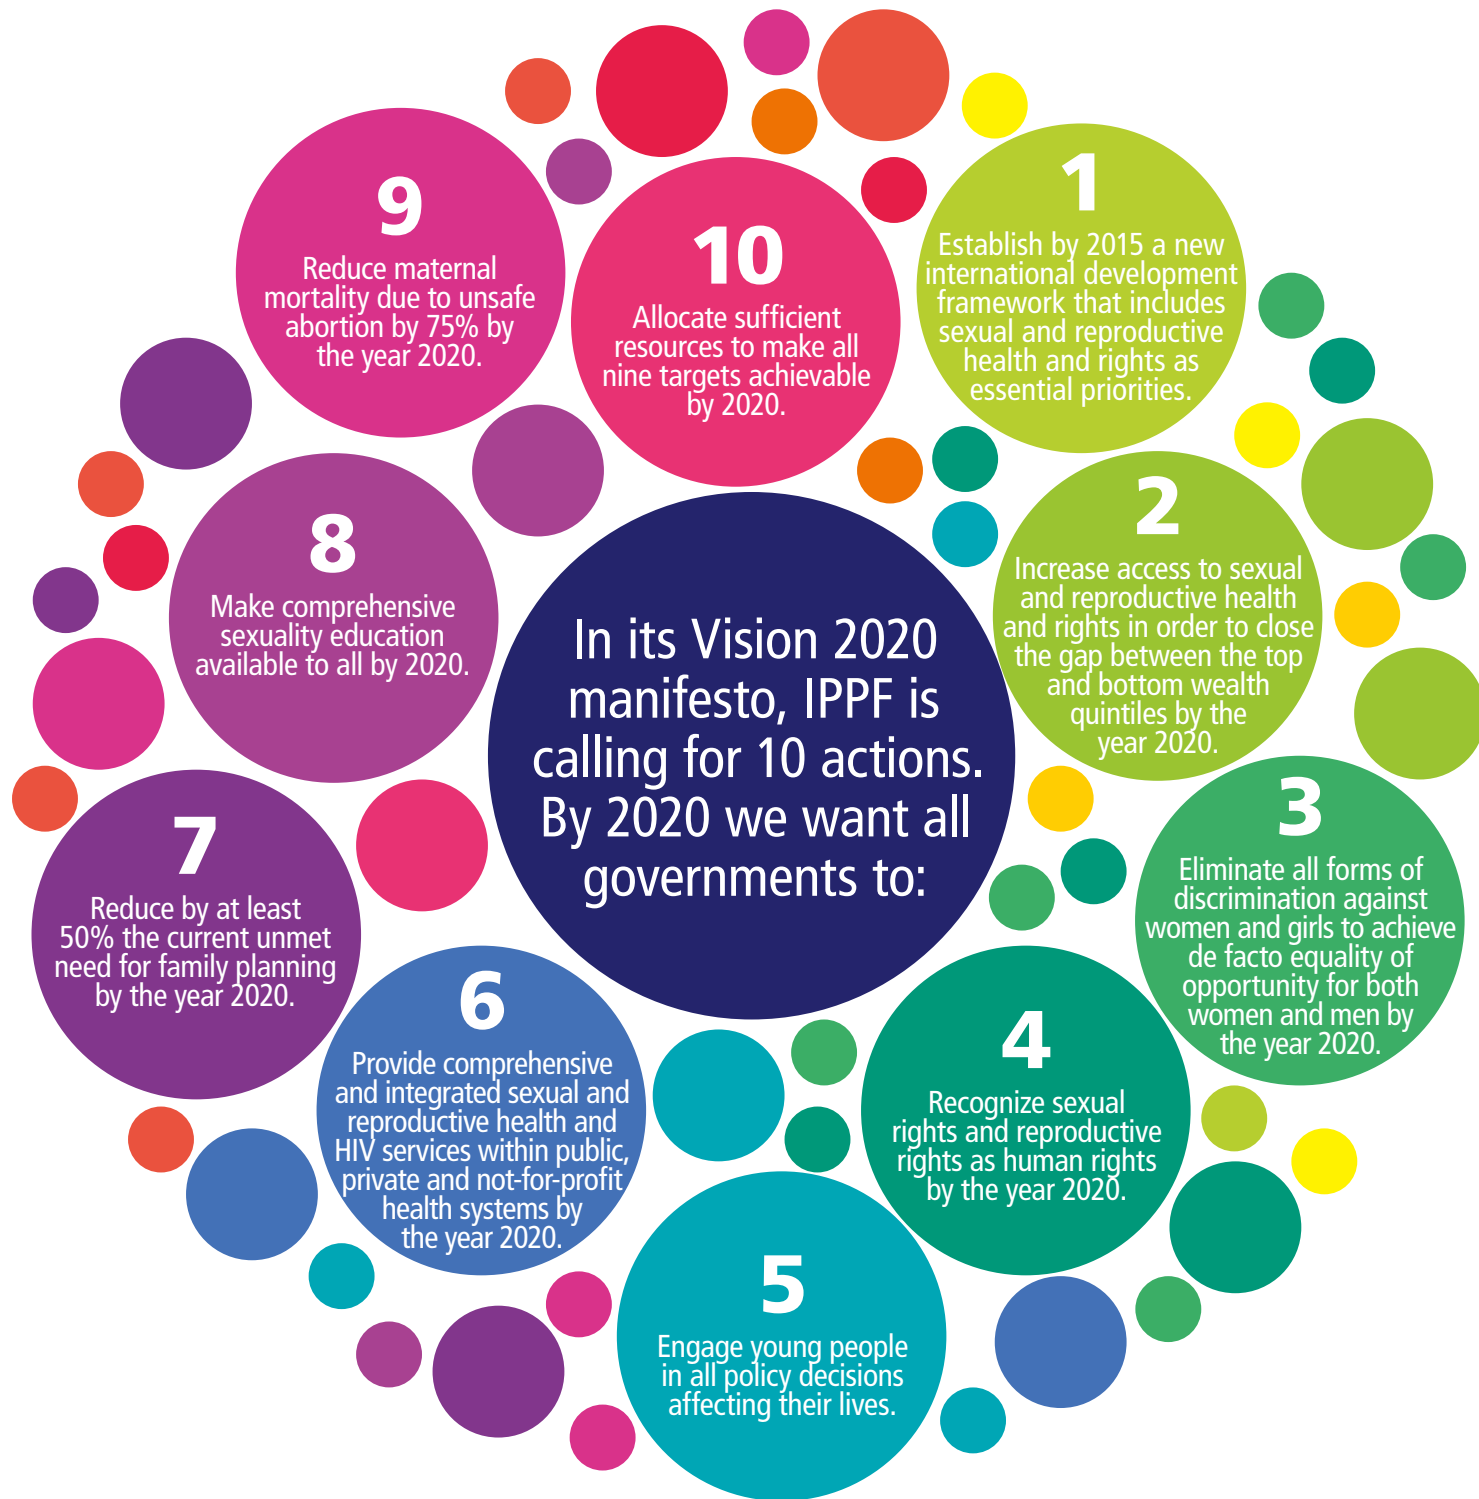 In its Vision 2020
manifesto, IPPF is
calling for 10 actions.
By 2020 we want all
governments to:
1
Establish by 2015 a new
international development
framework that includes
sexual and reproductive
health and rights as
essential priorities.
2
Increase access to sexual
and reproductive health
and rights in order to close
the gap between the top
and bottom wealth
quintiles by the
year 2020.
3
Eliminate all forms of
discrimination against
women and girls to achieve
de facto equality of
opportunity for both
women and men by
the year 2020.
4
Recognize sexual
rights and reproductive
rights as human rights
by the year 2020.
5
Engage young people
in all policy decisions
affecting their lives.
6
Provide comprehensive
and integrated sexual and
reproductive health and
HIV services within public,
private and not-for-profit
health systems by
the year 2020.
7
Reduce by at least
50% the current unmet
need for family planning
by the year 2020.
8
Make comprehensive
sexuality education
available to all by 2020.
9
Reduce maternal
mortality due to unsafe
abortion by 75% by
the year 2020.
10
Allocate sufficient
resources to make all
nine targets achievable
by 2020.